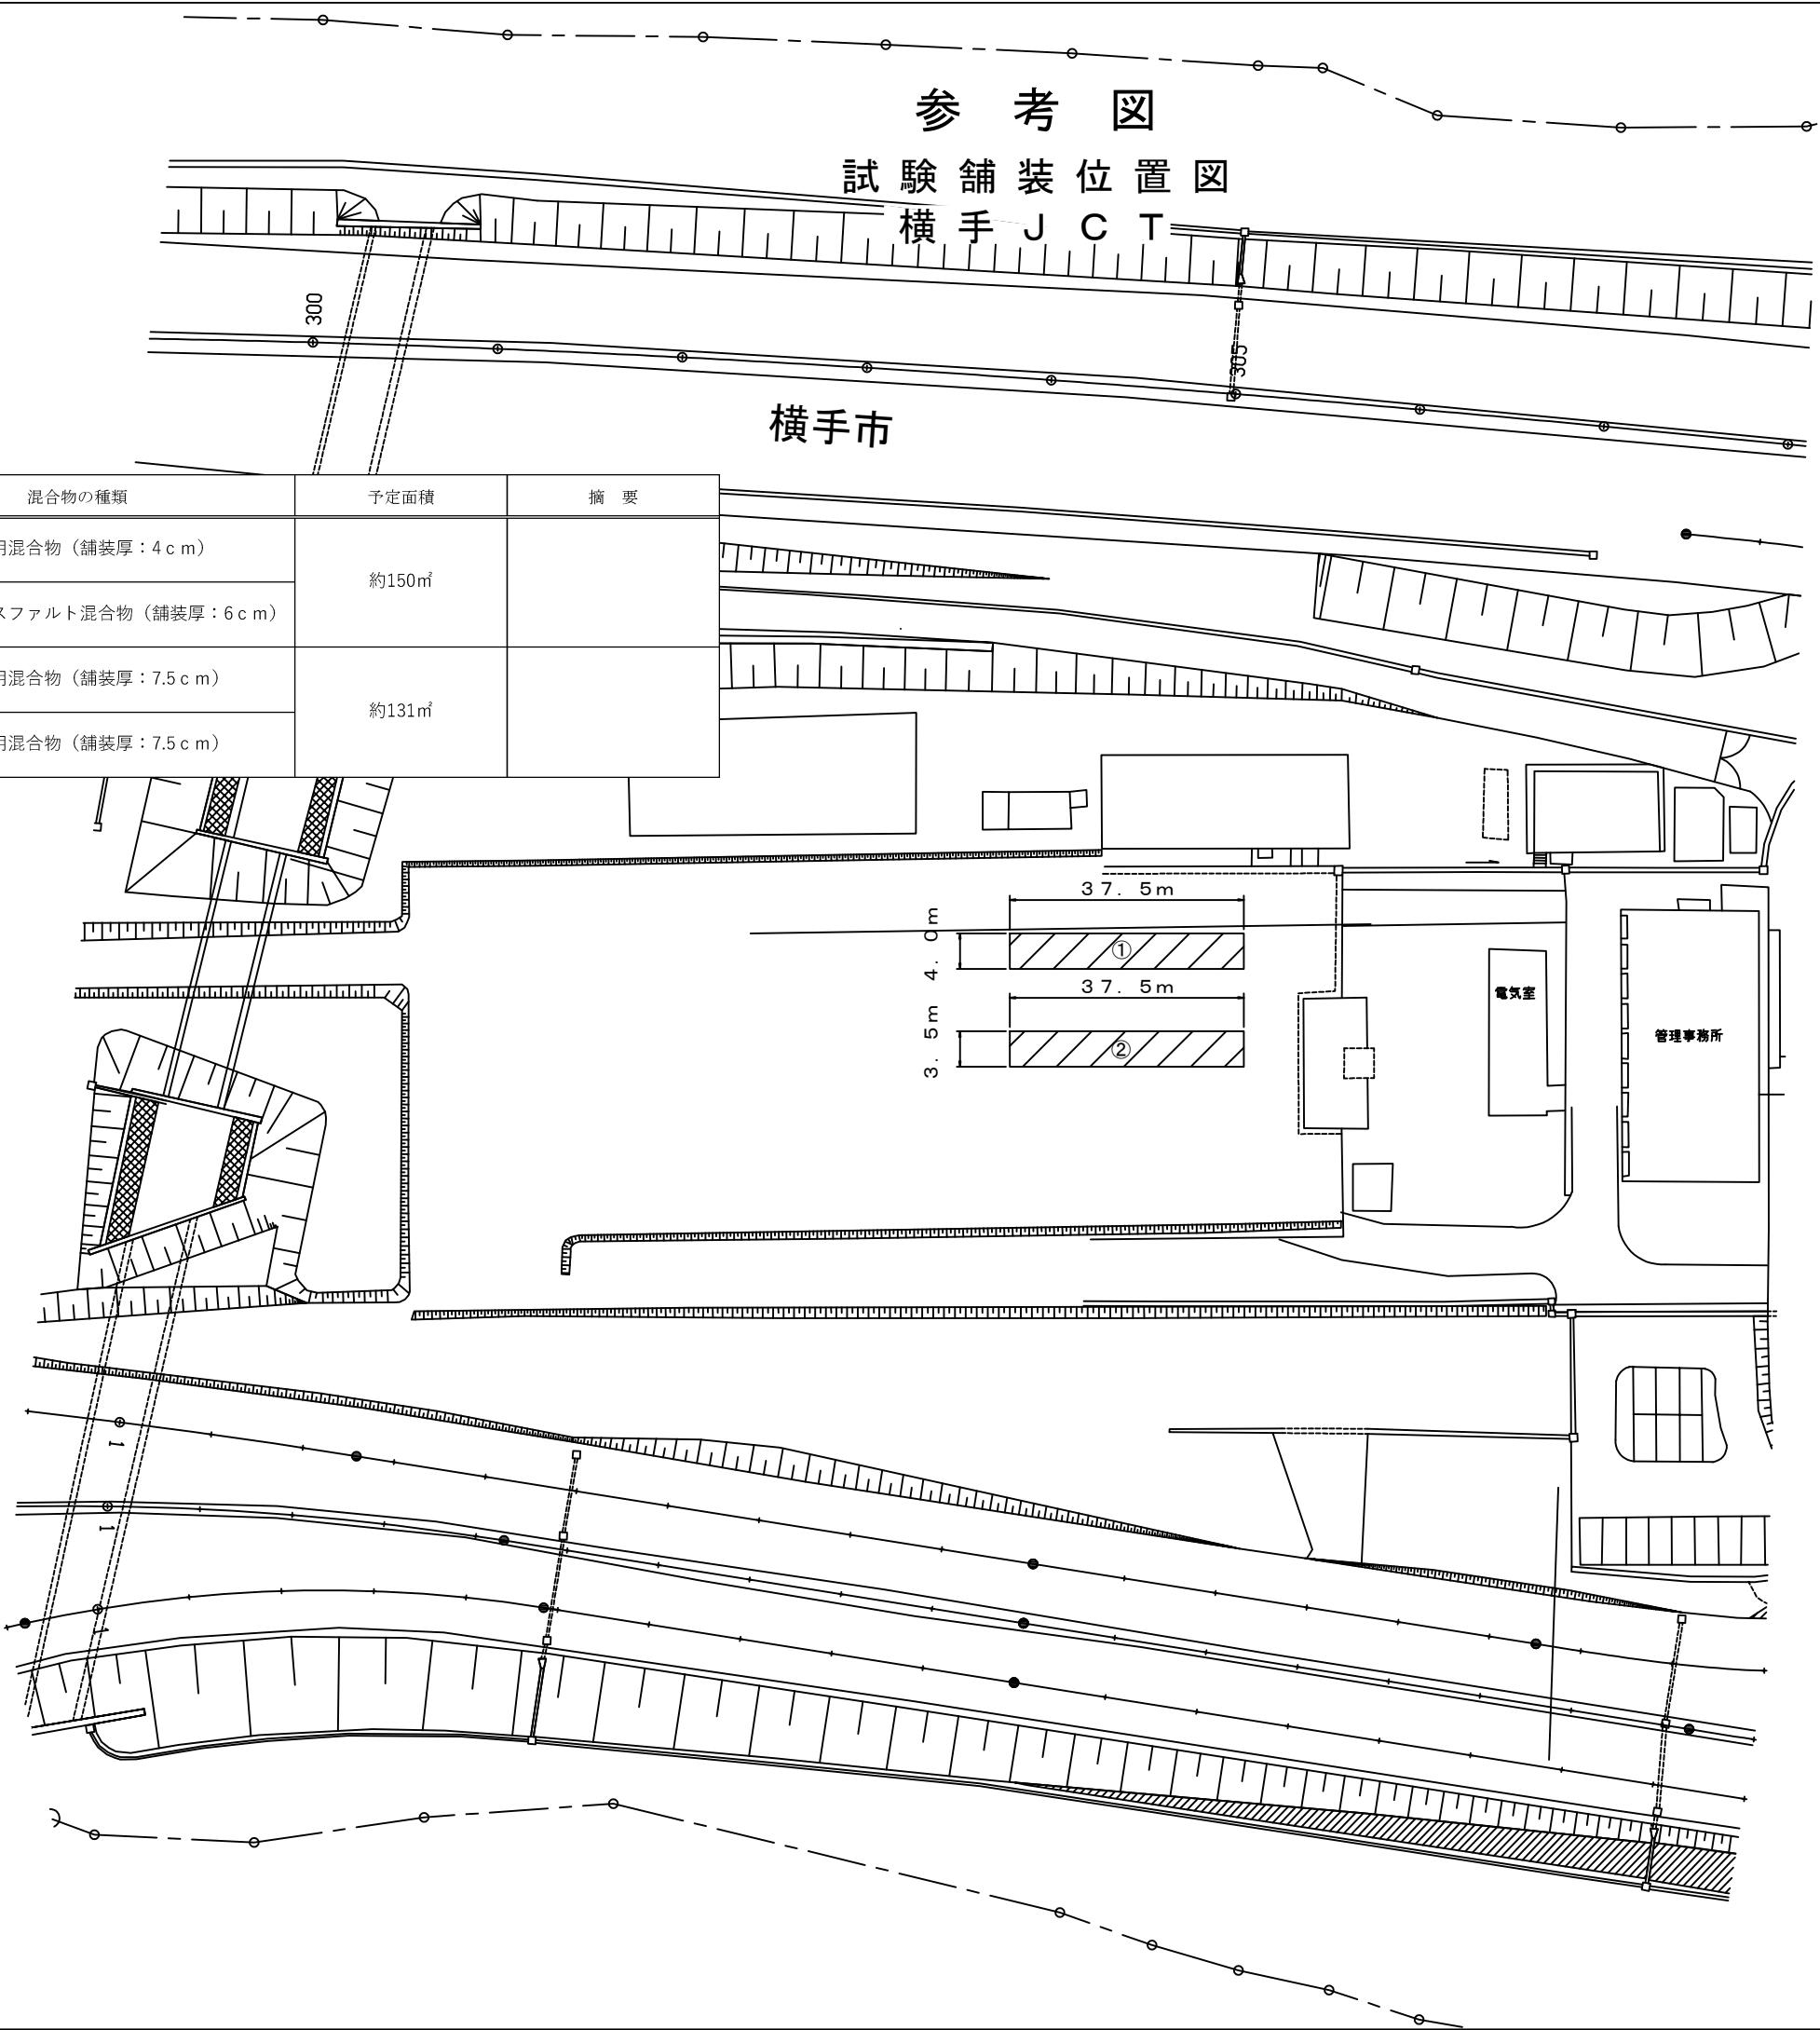 参 考 図
試 験 舗 装 位 置 図
横 手 J C T
300
305
横手市
混合物の種類 予定面積 摘 要
用混合物（舗装厚：4ｃｍ）
約150㎡
スファルト混合物（舗装厚：6ｃｍ）
用混合物（舗装厚：7.5ｃｍ）
約131㎡
用混合物（舗装厚：7.5ｃｍ）
37. 5m
4. 0m
①
37. 5m
3. 5m
②
電気室
管理事務所
1
1
1